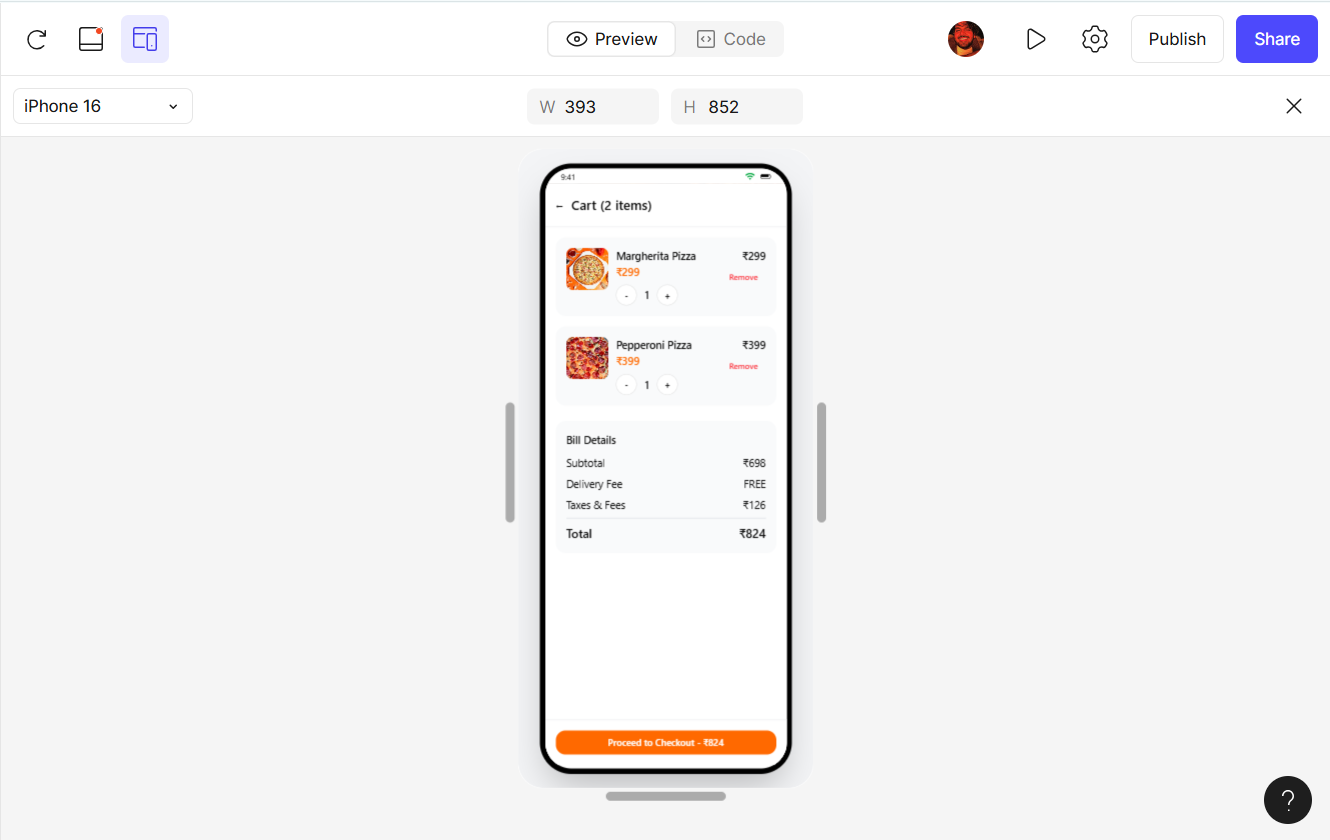 Preview
Code
Publish
Share
iPhone 16
W 393
H 852
9:41
← Cart (2 items)
Margherita Pizza ₹299
₹299
Remove
- 1 +
Pepperoni Pizza ₹399
₹399
Remove
- 1 +
Bill Details
Subtotal ₹698
Delivery Fee FREE
Taxes & Fees ₹126
Total ₹824
Proceed to Checkout - ₹824
?